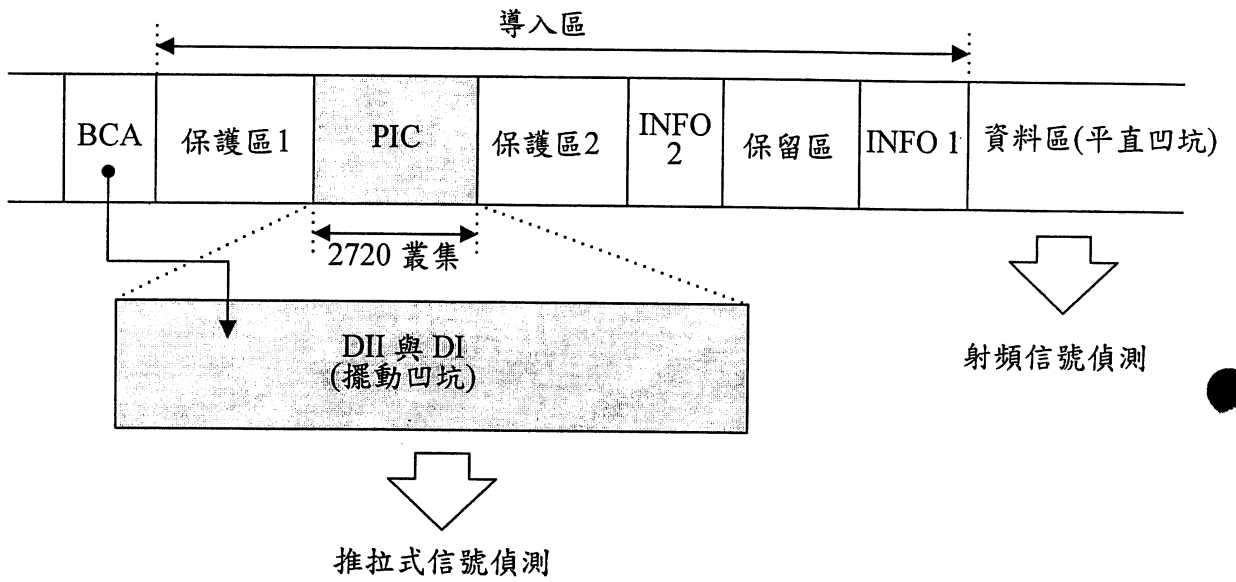 導入區
BCA
保護區1
PIC
保護區2
INFO
2
保留區
INFO 1
資料區(平直凹坑)
2720 叢集
DII 與 DI
(擺動凹坑)
射頻信號偵測
推拉式信號偵測